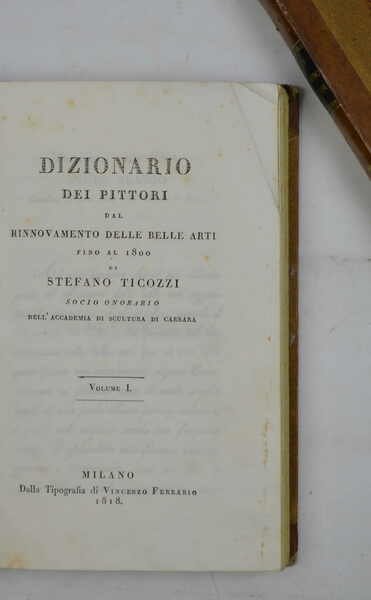 DIZIONARIO
DEI PITTORI
DAL
RINNOVAMENTO DELLE BELLE ARTI
FINO AL 1800
DI
STEFANO TICOZZI
SOCIO ONORARIO
DELL'ACCADEMIA DI SCULTURA DI CARRARA
VOLUME I.
MILANO
Dalla Tipografia di VINCENZO FERRARIO
1818.